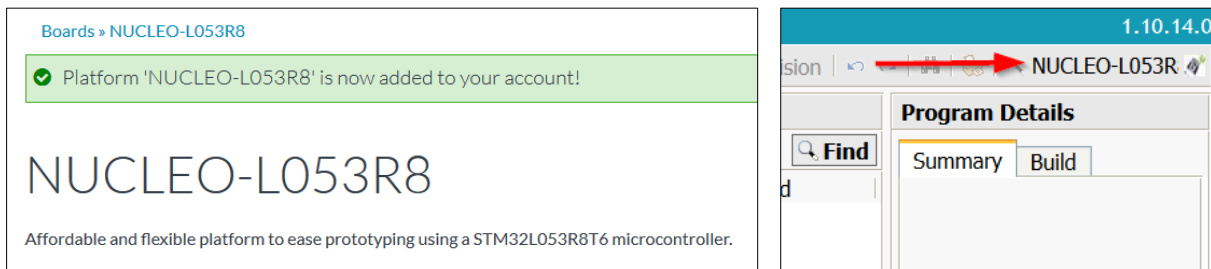 Boards » NUCLEO-L053R8
Platform 'NUCLEO-L053R8' is now added to your account!
NUCLEO-L053R8
Affordable and flexible platform to ease prototyping using a STM32L053R8T6 microcontroller.
1.10.14.0
ision
NUCLEO-L053R
Program Details
Find
Summary
Build
d